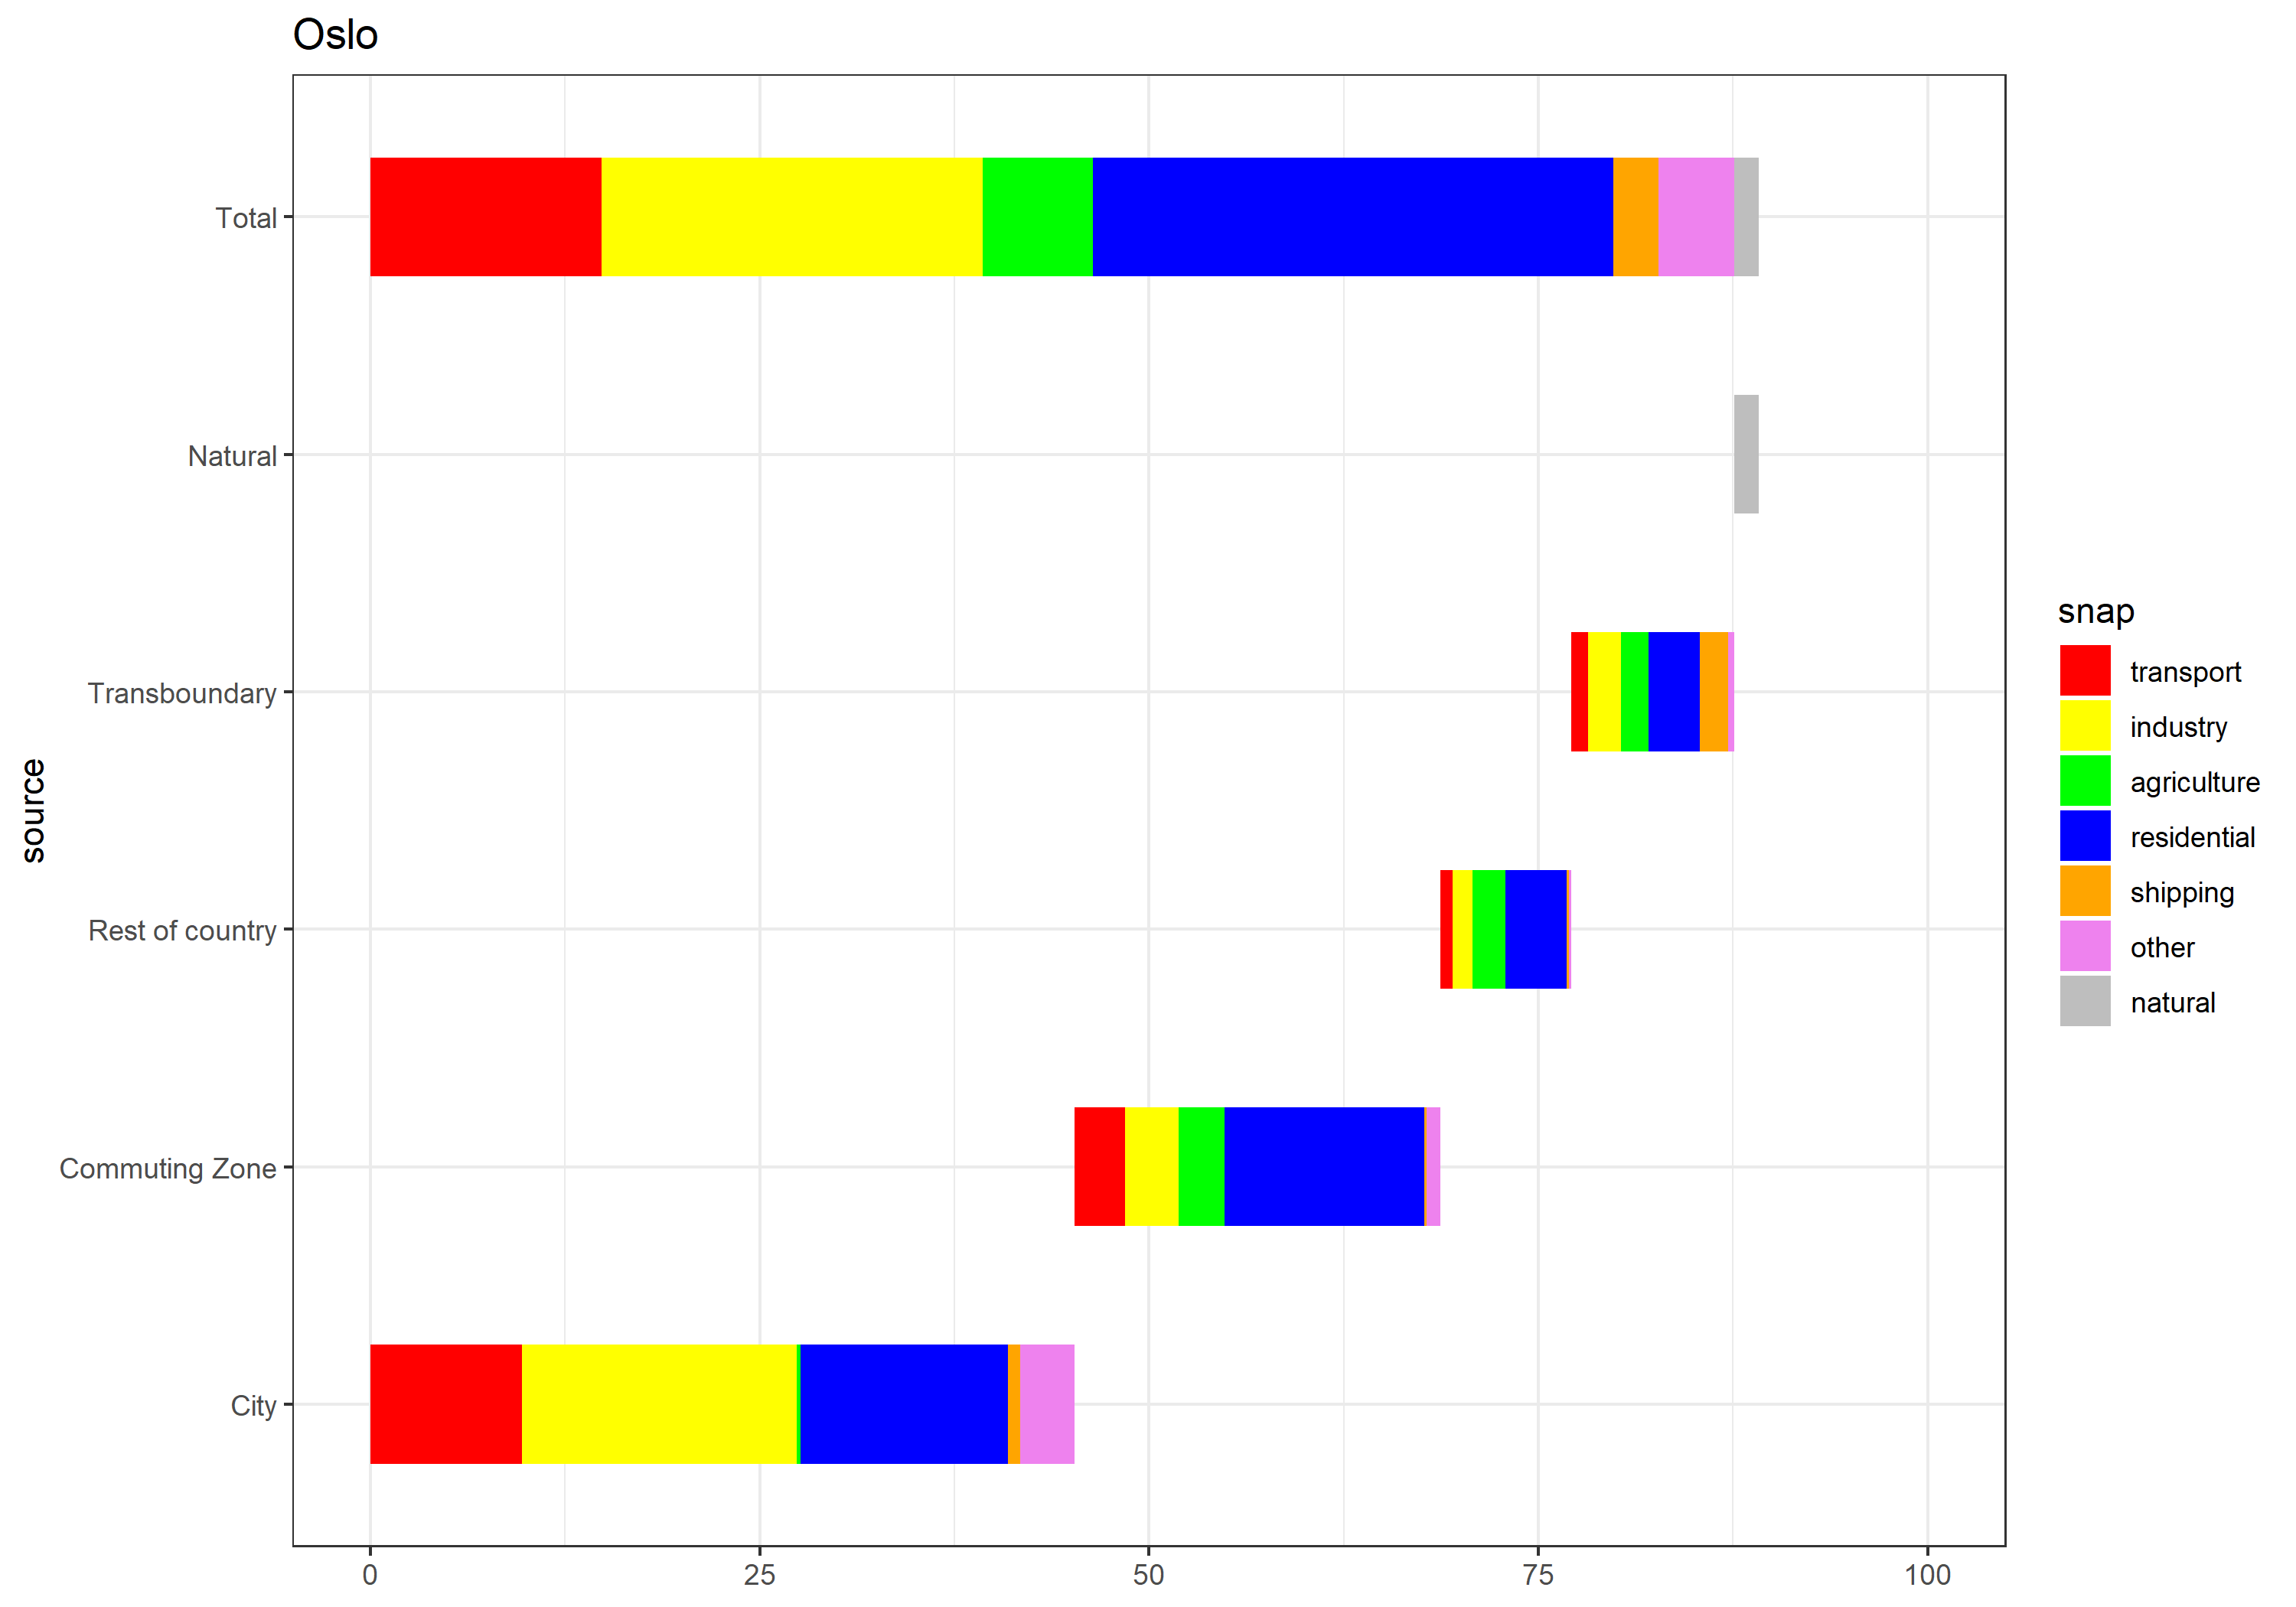 Oslo
Total
Natural
Transboundary
Rest of country
Commuting Zone
City
source
0 25 50 75 100
snap
transport
industry
agriculture
residential
shipping
other
natural